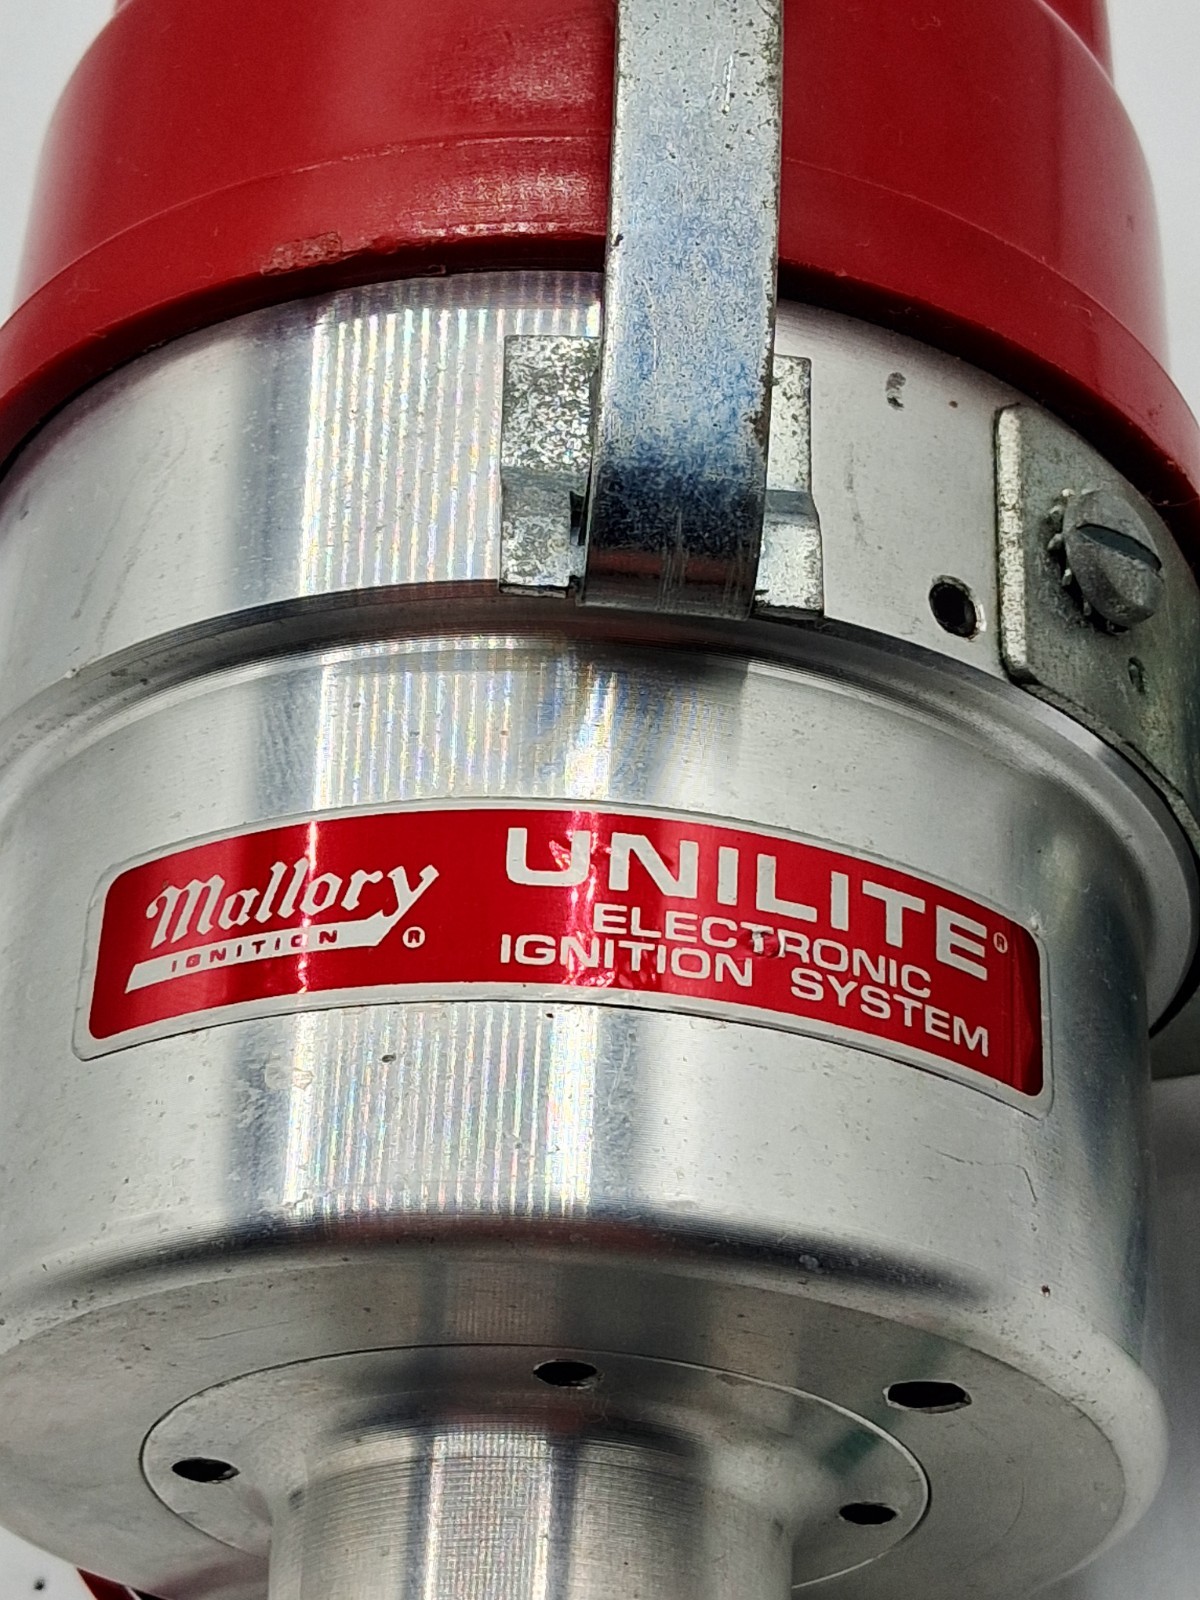 Mallory
IGNITION ®
UNILITE®
ELECTRONIC
IGNITION SYSTEM